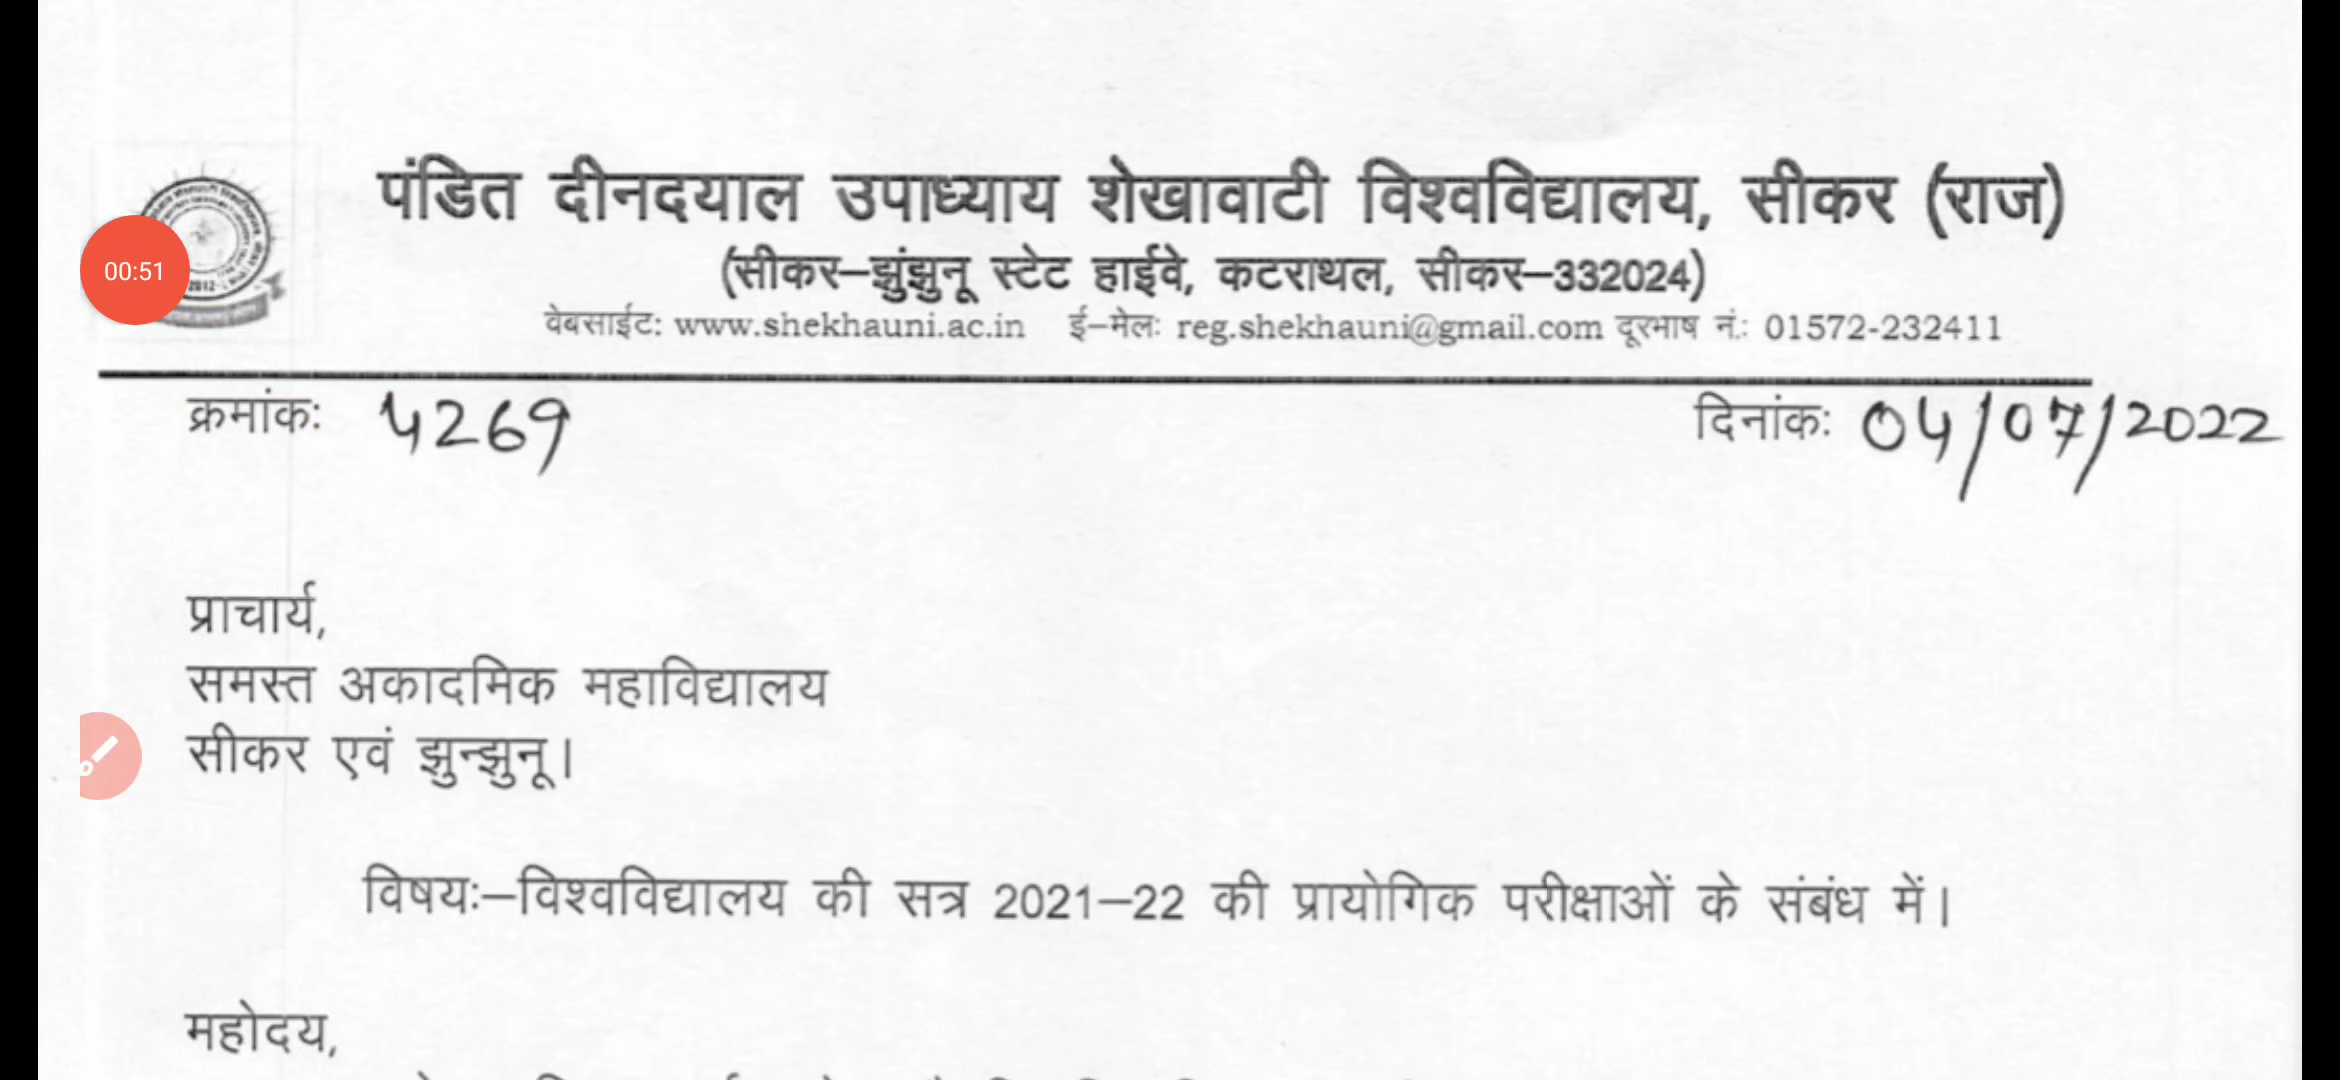 पंडित दीनदयाल उपाध्याय शेखावाटी विश्वविद्यालय, सीकर (राज)
(सीकर–झुंझुनू स्टेट हाईवे, कटराथल, सीकर–332024)
वेबसाईट: www.shekhauni.ac.in ई–मेलः reg.shekhauni@gmail.com दूरभाष नं.: 01572-232411
00:51
2012
क्रमांकः 4269
दिनांकः 04/07/2022
प्राचार्य,
समस्त अकादमिक महाविद्यालय
सीकर एवं झुन्झुनू।
विषयः–विश्वविद्यालय की सत्र 2021–22 की प्रायोगिक परीक्षाओं के संबंध में।
महोदय,